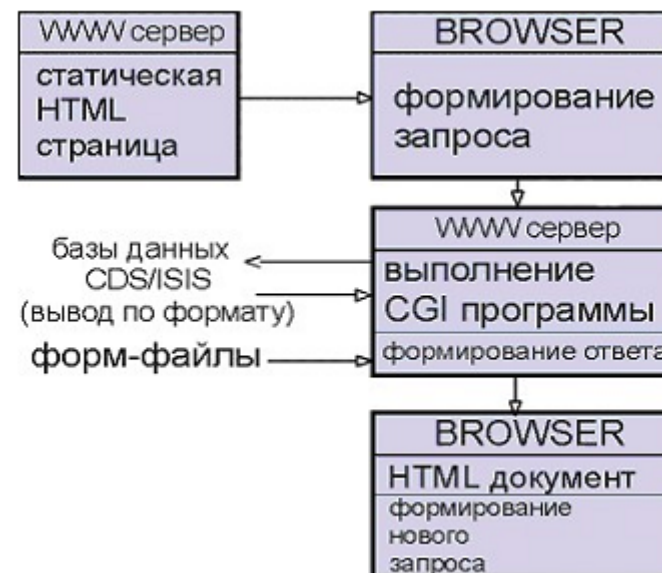 WWW сервер
статическая
HTML
страница
BROWSER
формирование
запроса
базы данных
CDS/ISIS
(вывод по формату)
форм-файлы
WWW сервер
выполнение
CGI программы
формирование ответа
BROWSER
HTML документ
формирование
нового
запроса